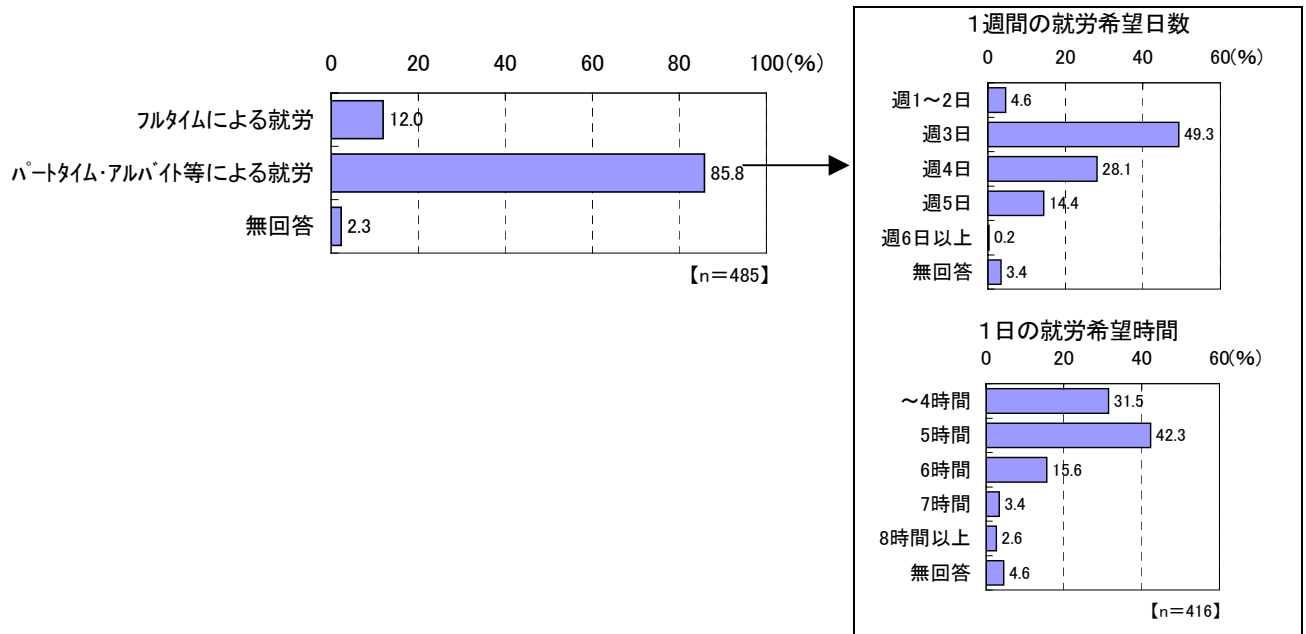 0 20 40 60 80 100(%)
ﾌﾙﾀｲﾑによる就労 12.0
ﾊﾟｰﾄﾀｲﾑ･ｱﾙﾊﾞｲﾄ等による就労 85.8
無回答 2.3
【n=485】
1週間の就労希望日数
0 20 40 60(%)
週1～2日 4.6
週3日 49.3
週4日 28.1
週5日 14.4
週6日以上 0.2
無回答 3.4
1日の就労希望時間
0 20 40 60(%)
～4時間 31.5
5時間 42.3
6時間 15.6
7時間 3.4
8時間以上 2.6
無回答 4.6
【n=416】